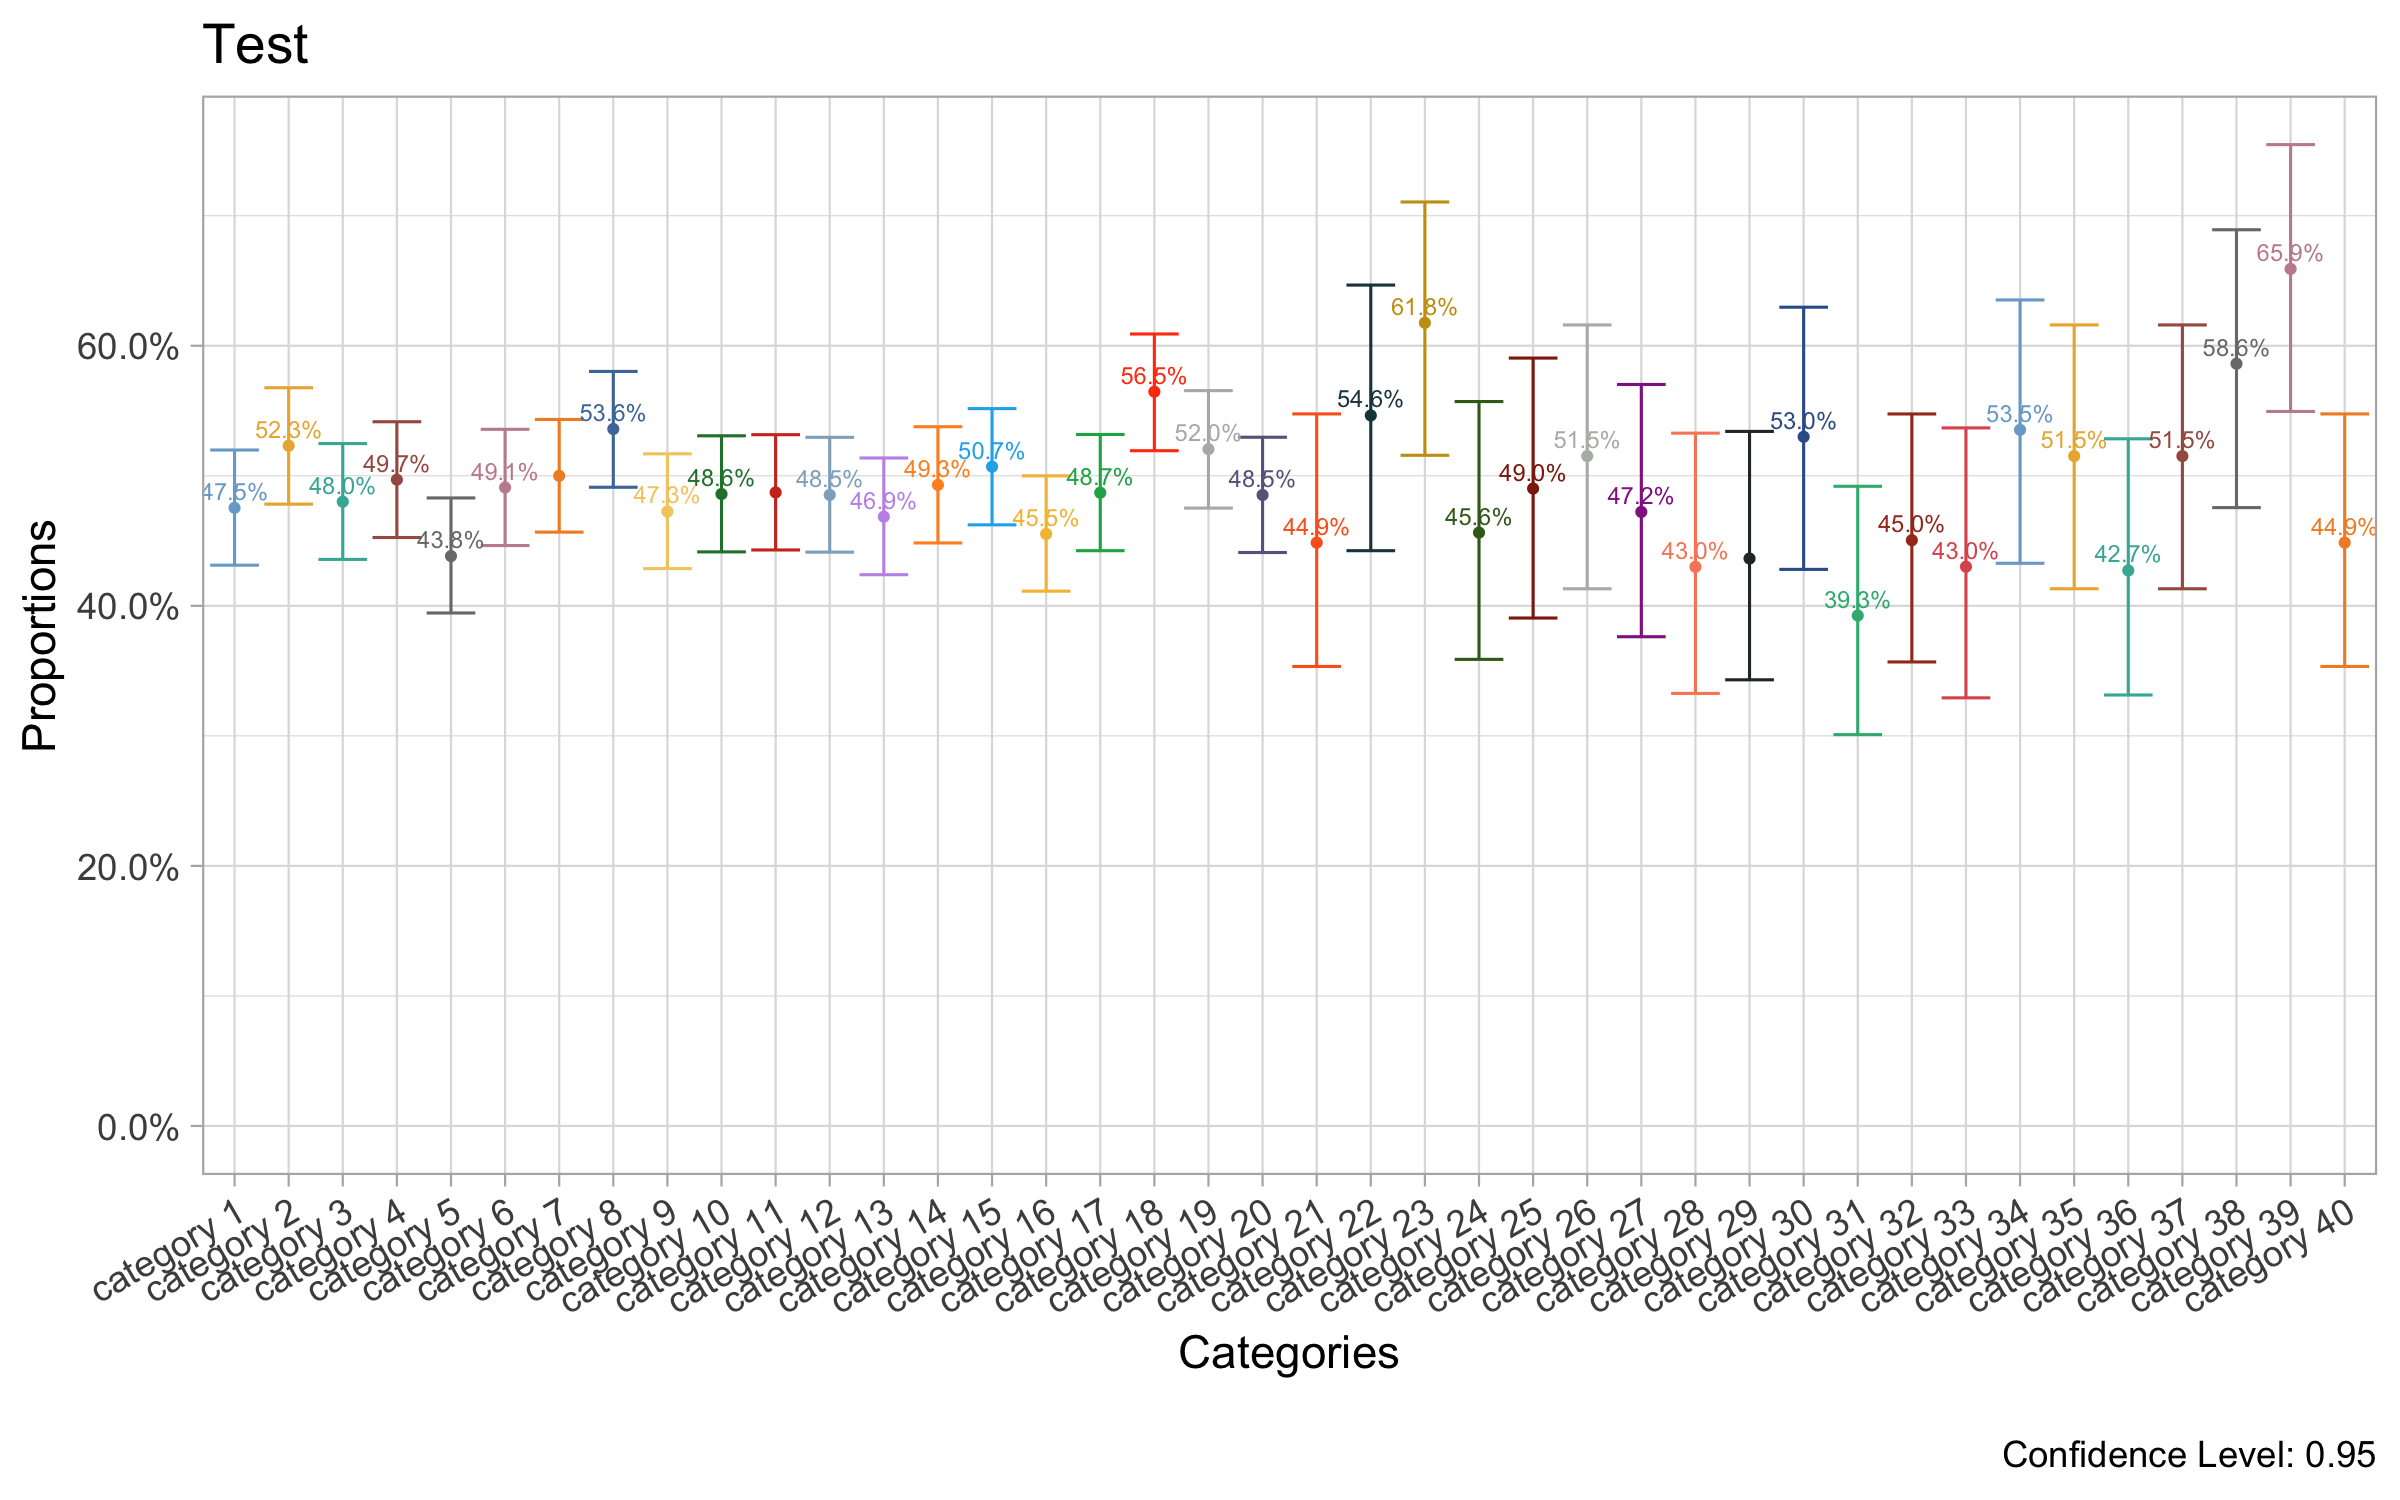 Test
Proportions
60.0%
40.0%
20.0%
0.0%
47.5%
52.3%
48.0%
49.7%
43.8%
49.1%
53.6%
47.3%
48.6%
48.5%
46.9%
49.3%
50.7%
45.5%
48.7%
56.5%
52.0%
48.5%
44.9%
54.6%
61.8%
45.6%
49.0%
51.5%
47.2%
43.0%
53.0%
39.3%
45.0%
43.0%
53.5%
51.5%
42.7%
51.5%
58.6%
65.9%
44.9%
category 1
category 2
category 3
category 4
category 5
category 6
category 7
category 8
category 9
category 10
category 11
category 12
category 13
category 14
category 15
category 16
category 17
category 18
category 19
category 20
category 21
category 22
category 23
category 24
category 25
category 26
category 27
category 28
category 29
category 30
category 31
category 32
category 33
category 34
category 35
category 36
category 37
category 38
category 39
category 40
Categories
Confidence Level: 0.95